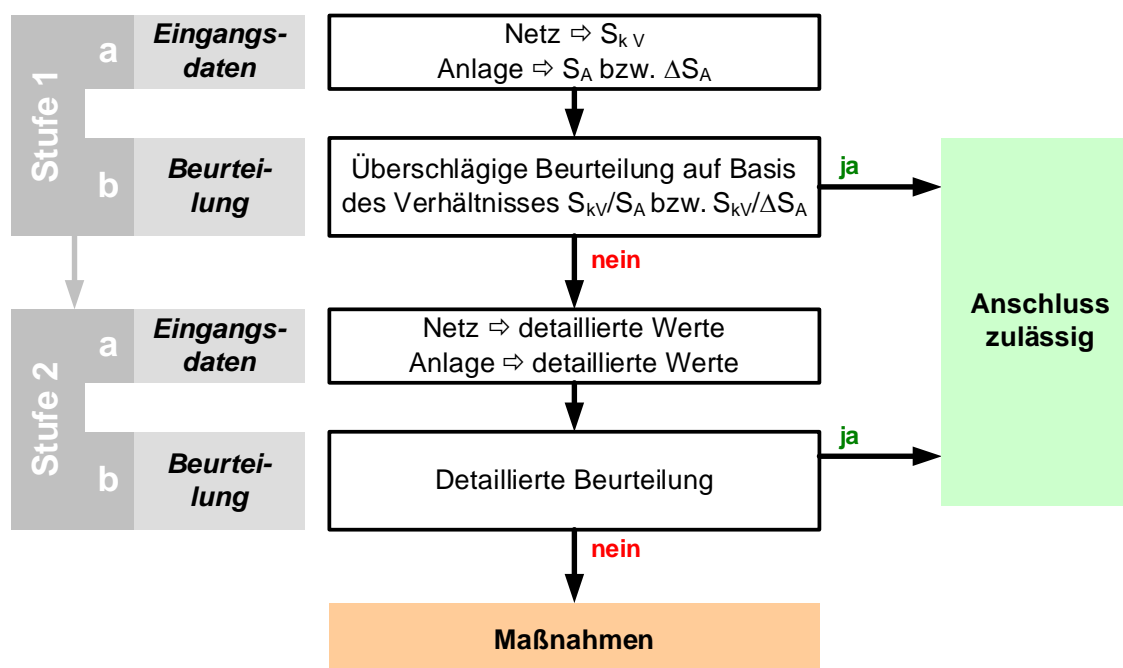 Stufe 1
a
Eingangs-
daten
Netz ⇨ Sk V
Anlage ⇨ SA bzw. ΔSA
b
Beurtei-
lung
Überschlägige Beurteilung auf Basis
des Verhältnisses SkV/SA bzw. SkV/ΔSA
ja
nein
Anschluss
zulässig
Stufe 2
a
Eingangs-
daten
Netz ⇨ detaillierte Werte
Anlage ⇨ detaillierte Werte
b
Beurtei-
lung
Detaillierte Beurteilung
ja
nein
Maßnahmen